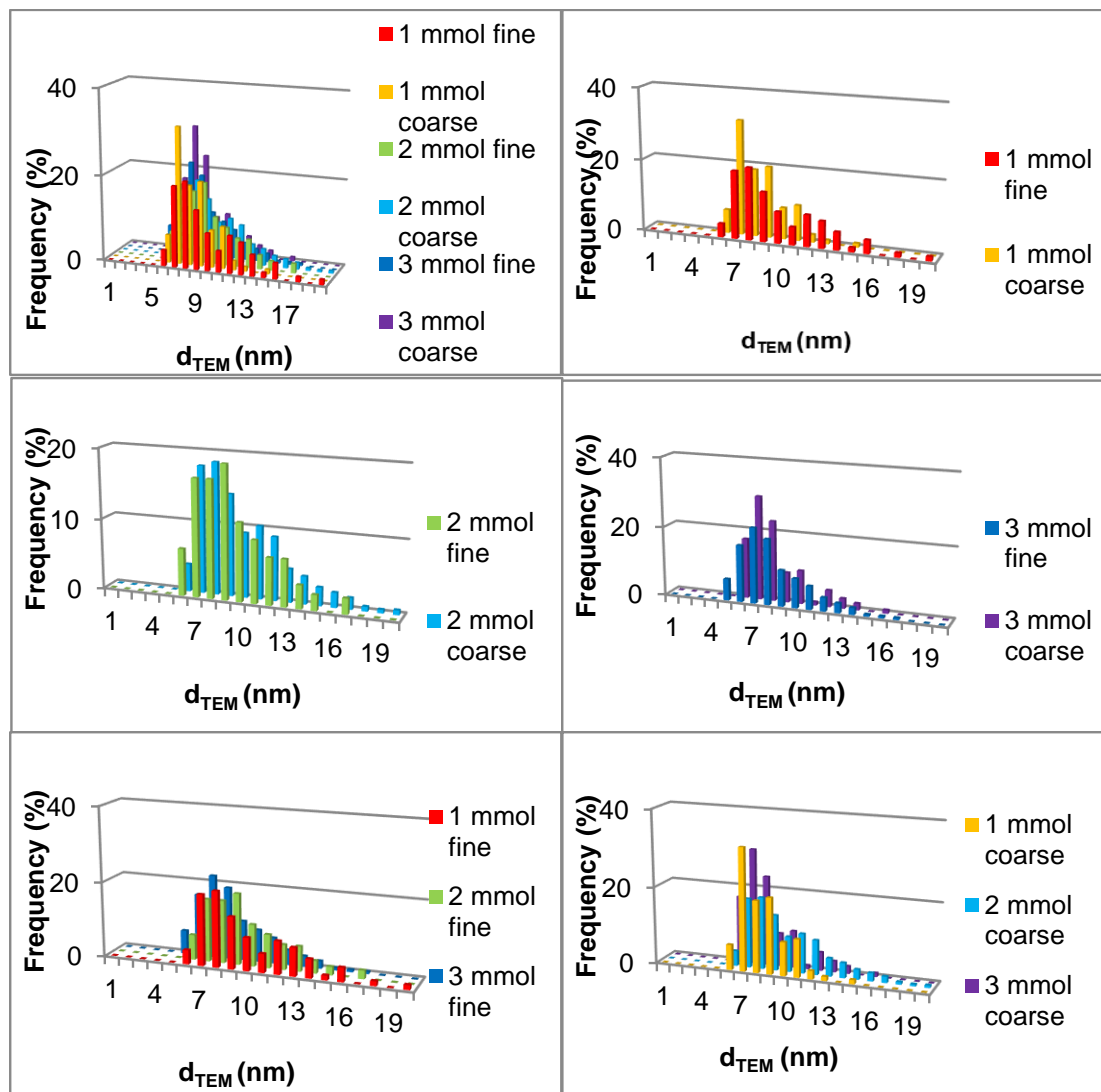 40
20
0
Frequency (%)
1 5 9 13 17
d_TEM (nm)
1 mmol fine
1 mmol
coarse
2 mmol fine
2 mmol
coarse
3 mmol fine
3 mmol
coarse
40
20
0
Frequency (%)
1 4 7 10 13 16 19
d_TEM (nm)
1 mmol
fine
1 mmol
coarse
20
10
0
Frequency (%)
1 4 7 10 13 16 19
d_TEM (nm)
2 mmol
fine
2 mmol
coarse
40
20
0
Frequency (%)
1 4 7 10 13 16 19
d_TEM (nm)
3 mmol
fine
3 mmol
coarse
40
20
0
Frequency (%)
1 4 7 10 13 16 19
d_TEM (nm)
1 mmol
fine
2 mmol
fine
3 mmol
fine
40
20
0
Frequency (%)
1 4 7 10 13 16 19
d_TEM (nm)
1 mmol
coarse
2 mmol
coarse
3 mmol
coarse